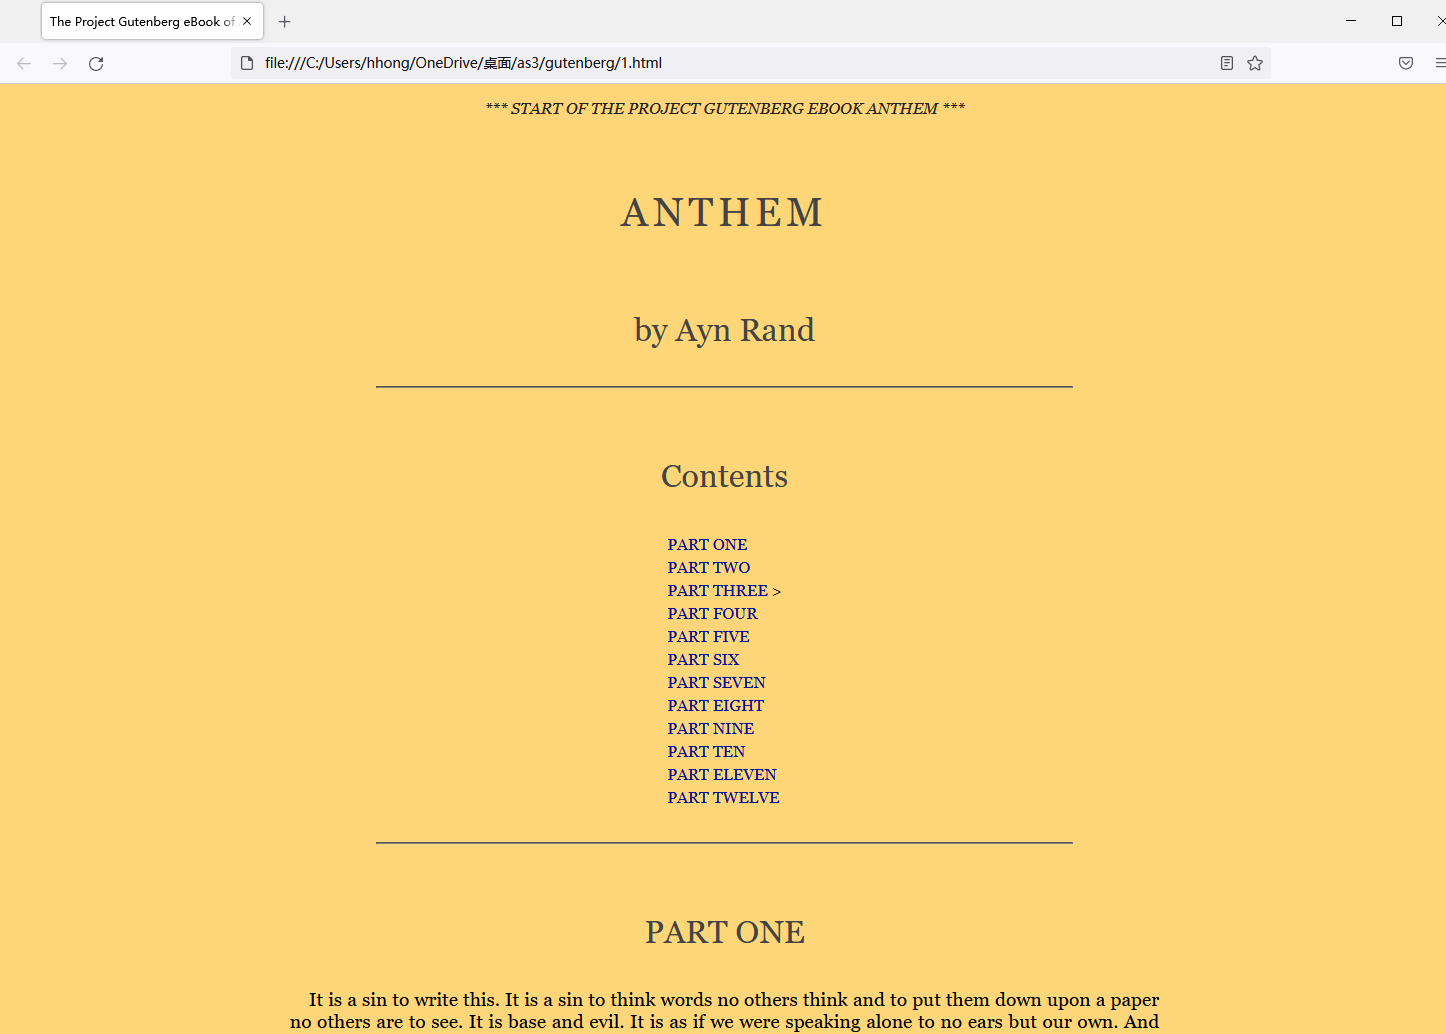 The Project Gutenberg eBook of
file:///C:/Users/hhong/OneDrive/桌面/as3/gutenberg/1.html
*** START OF THE PROJECT GUTENBERG EBOOK ANTHEM ***
ANTHEM
by Ayn Rand
Contents
PART ONE
PART TWO
PART THREE >
PART FOUR
PART FIVE
PART SIX
PART SEVEN
PART EIGHT
PART NINE
PART TEN
PART ELEVEN
PART TWELVE
PART ONE
It is a sin to write this. It is a sin to think words no others think and to put them down upon a paper
no others are to see. It is base and evil. It is as if we were speaking alone to no ears but our own. And